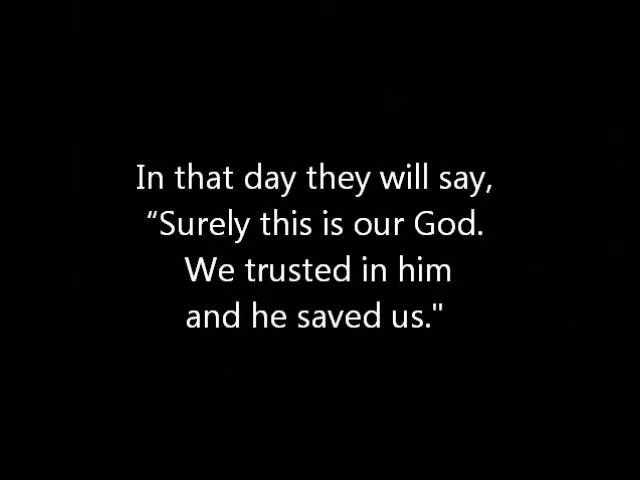 In that day they will say,
“Surely this is our God.
We trusted in him
and he saved us."